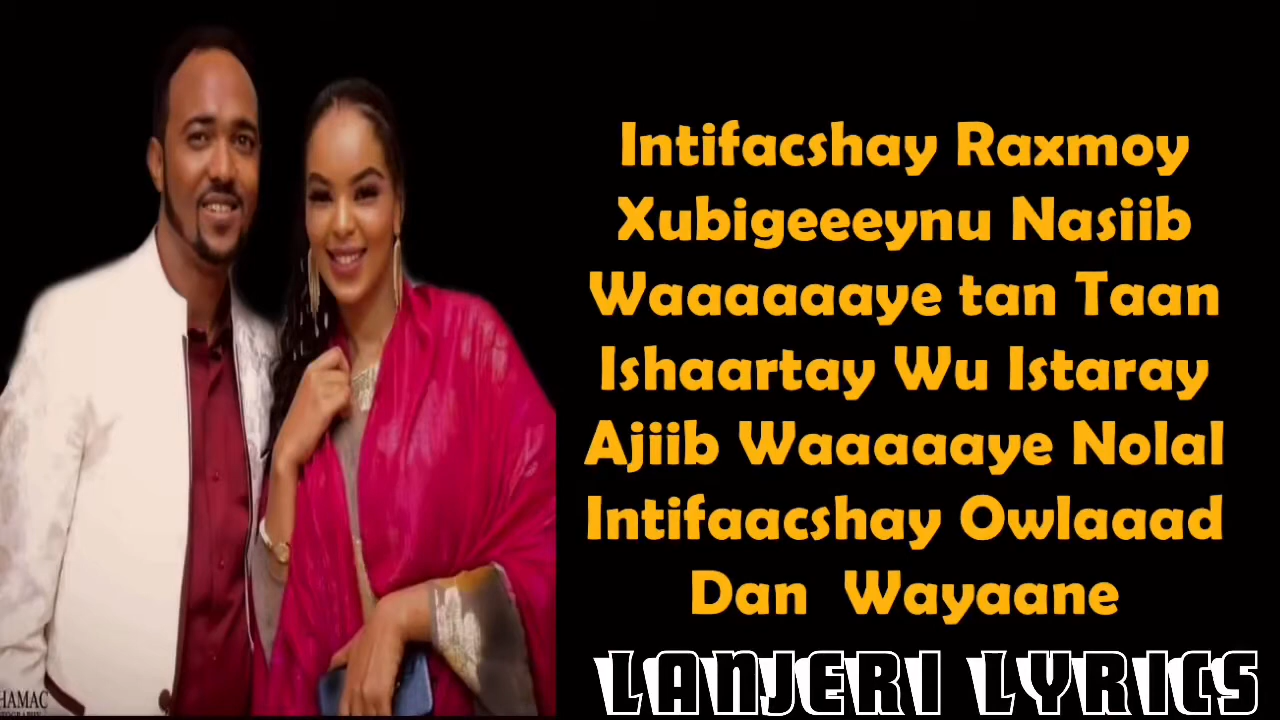 Intifacshay Raxmoy
Xubigeeeynu Nasiib
Waaaaaaye tan Taan
Ishaartay Wu Istaray
Ajiib Waaaaaye Nolal
Intifaacshay Owlaaad
Dan Wayaane
LANJERI LYRICS
HAMAC